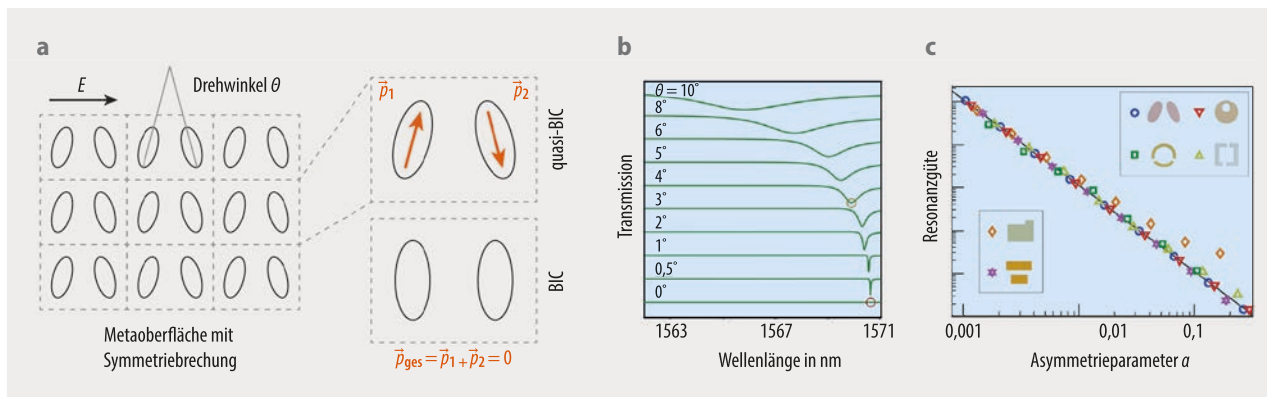 a
E
Drehwinkel θ
p⃗1
p⃗2
quasi-BIC
BIC
Metaoberfläche mit
Symmetriebrechung
p⃗ges = p⃗1 + p⃗2 = 0
b
Transmission
θ = 10°
8°
6°
5°
4°
3°
2°
1°
0,5°
0°
1563
1567
1571
Wellenlänge in nm
c
Resonanzgüte
0,001
0,01
0,1
Asymmetrieparameter α